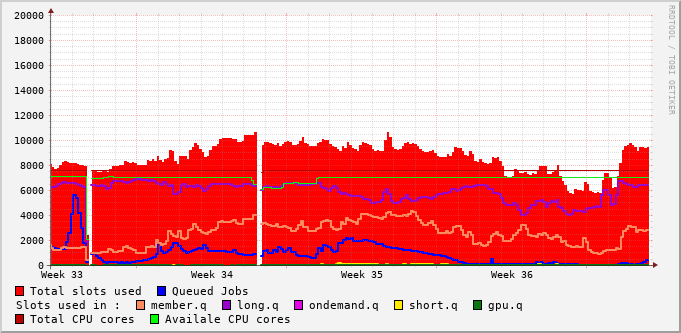 20000
18000
16000
14000
12000
10000
8000
6000
4000
2000
0
Week 33 Week 34 Week 35 Week 36
RRDTOOL / TOBI OETIKER
Total slots used Queued Jobs
Slots used in : member.q long.q ondemand.q short.q gpu.q
Total CPU cores Availale CPU cores